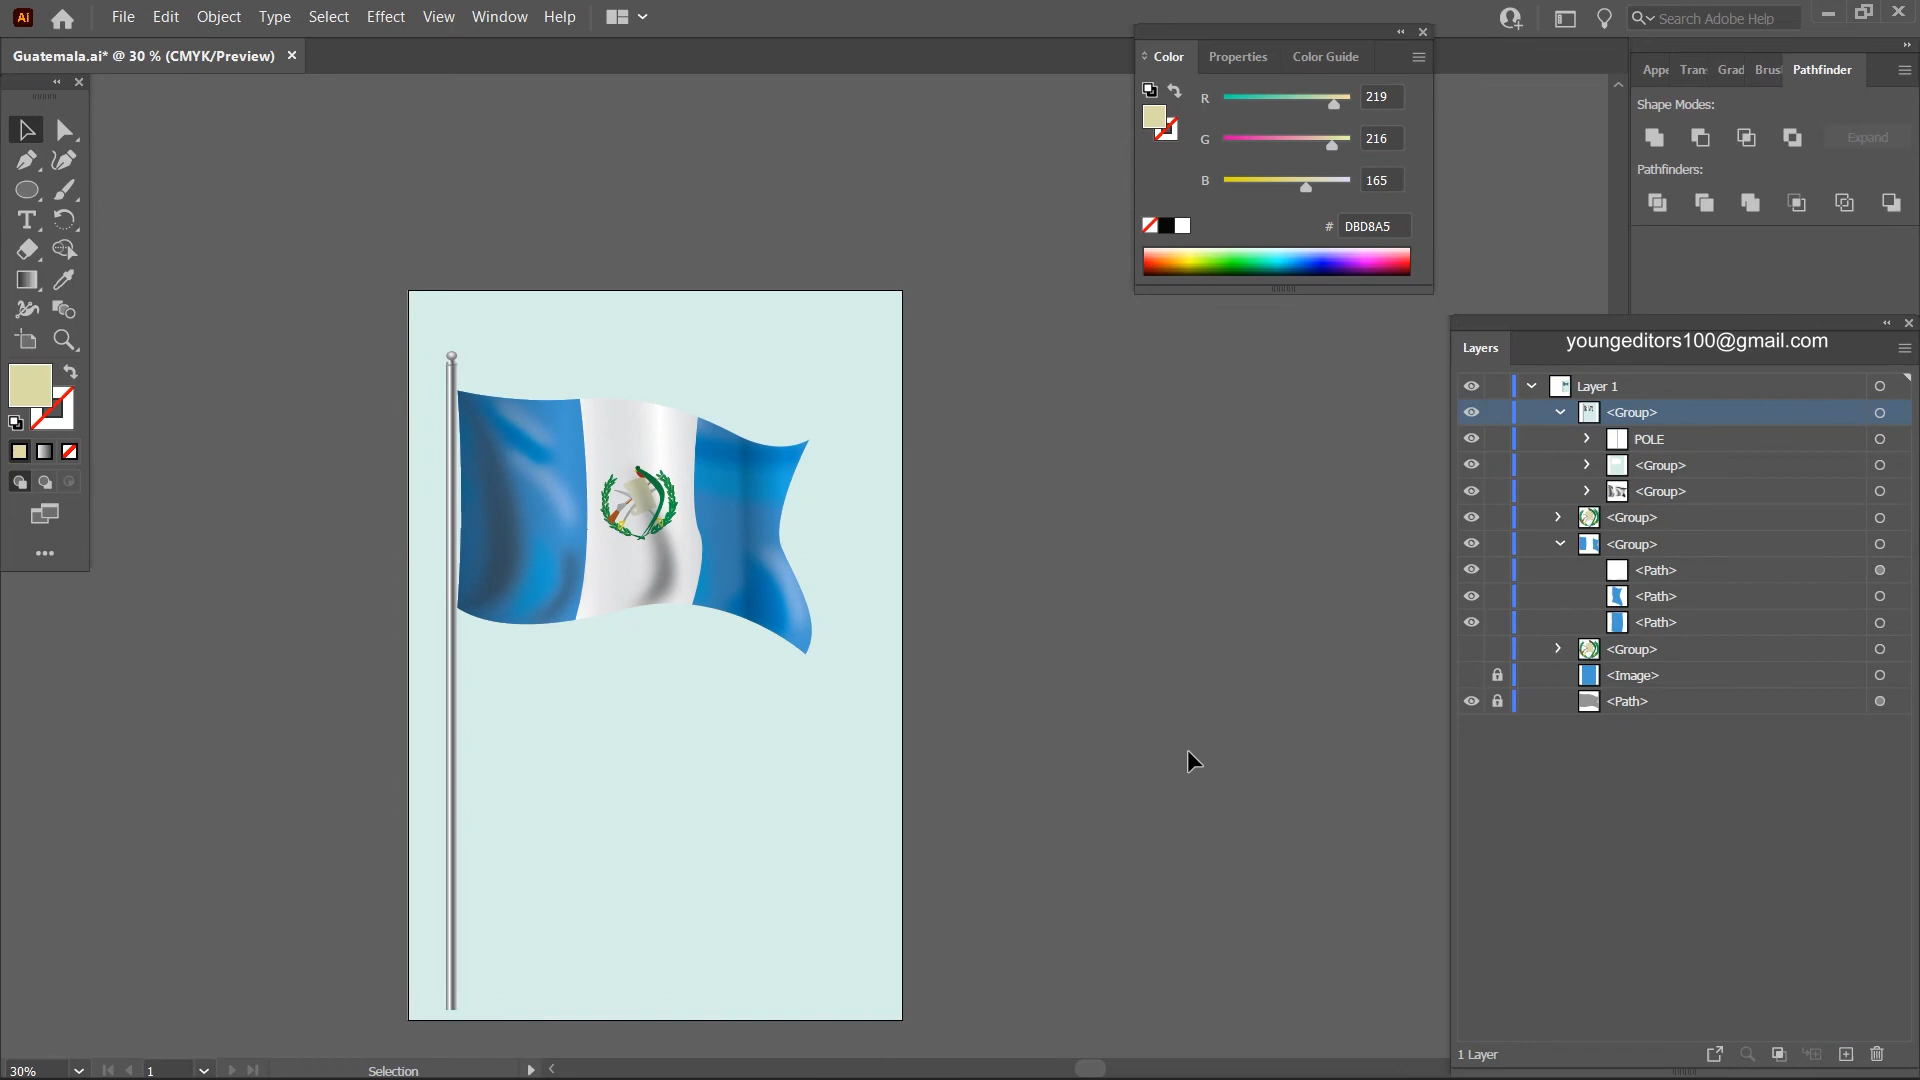 Ai File Edit Object Type Select Effect View Window Help Search Adobe Help
Guatemala.ai* @ 30 % (CMYK/Preview)
Color Properties Color Guide
R 219
G 216
B 165
# DBD8A5
Appe Tran Grad Brus Pathfinder
Shape Modes:
Expand
Pathfinders:
youngeditors100@gmail.com
Layers
Layer 1
<Group>
POLE
<Group>
<Group>
<Group>
<Group>
<Path>
<Path>
<Path>
<Group>
<Image>
<Path>
1 Layer
30% 1 Selection